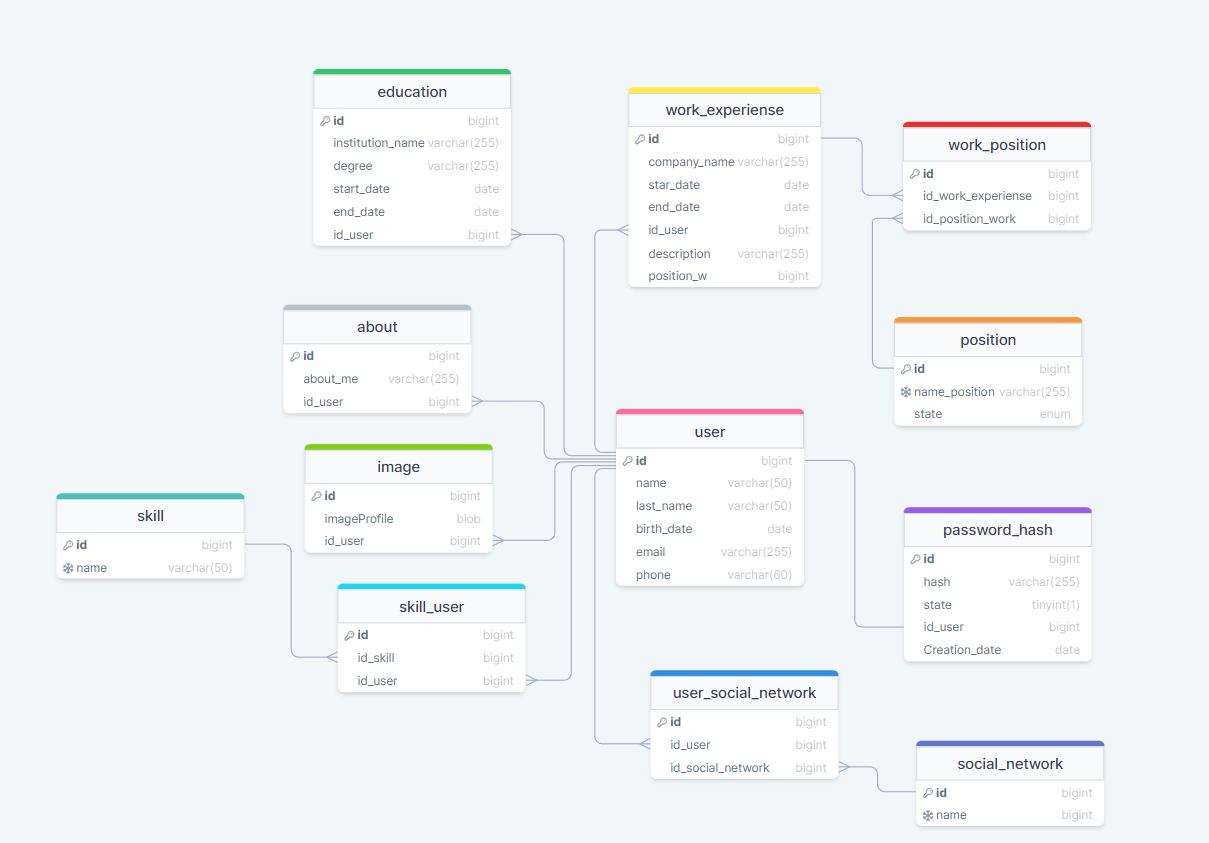 education
id bigint
institution_name varchar(255)
degree varchar(255)
start_date date
end_date date
id_user bigint
work_experiense
id bigint
company_name varchar(255)
star_date date
end_date date
id_user bigint
description varchar(255)
position_w bigint
work_position
id bigint
id_work_experiense bigint
id_position_work bigint
about
id bigint
about_me varchar(255)
id_user bigint
position
id bigint
name_position varchar(255)
state enum
user
id bigint
name varchar(50)
last_name varchar(50)
birth_date date
email varchar(255)
phone varchar(60)
image
id bigint
imageProfile blob
id_user bigint
skill
id bigint
name varchar(50)
password_hash
id bigint
hash varchar(255)
state tinyint(1)
id_user bigint
Creation_date date
skill_user
id bigint
id_skill bigint
id_user bigint
user_social_network
id bigint
id_user bigint
id_social_network bigint
social_network
id bigint
name bigint